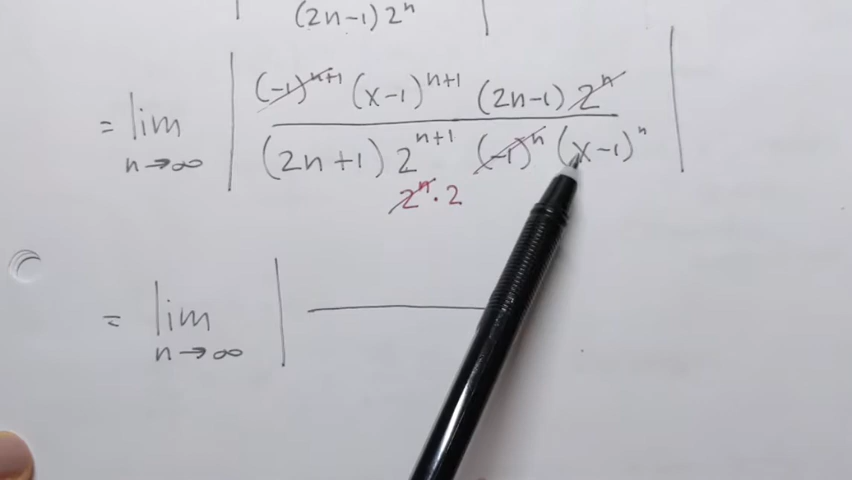 (2n-1) 2^n
= lim n→∞ | (-1)^{n+1} (x-1)^{n+1} (2n-1) 2^n / (2n+1) 2^{n+1} (-1)^n (x-1)^n |
2^n · 2
= lim n→∞ |